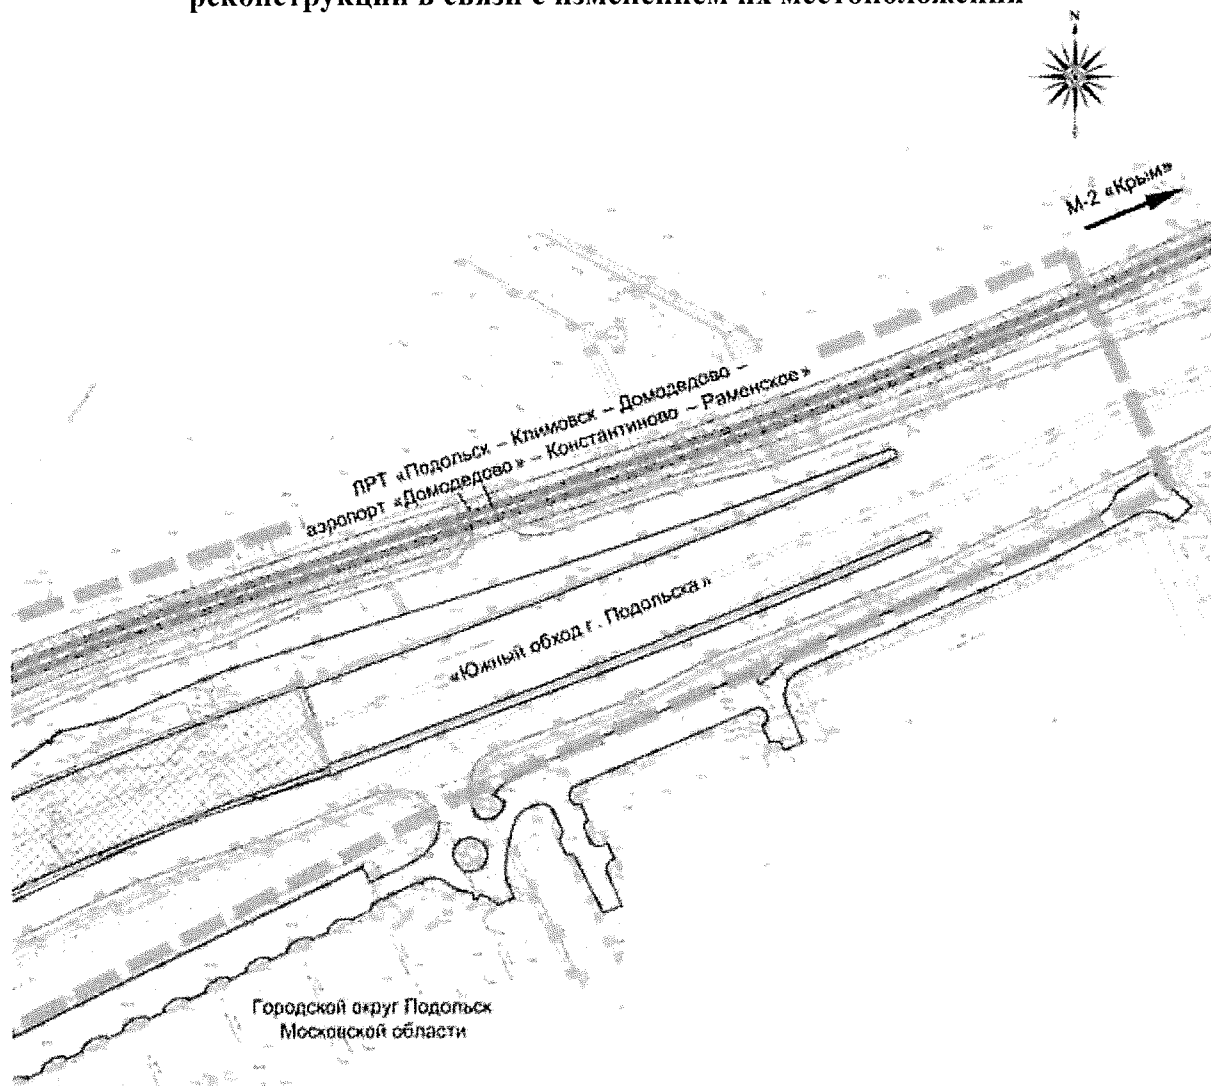 реконструкции в связи с изменением их местоположения
N
М-2 «Крым»
ЛРТ «Подольск – Климовск – Домодедово –
аэропорт «Домодедово» – Константиново – Раменское»
«Южный обход г. Подольска»
Городской округ Подольск
Московской области